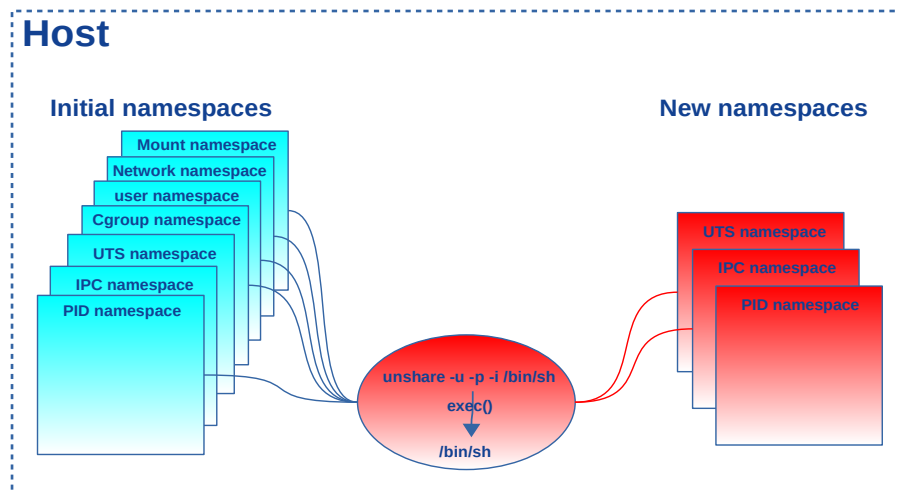 Host
Initial namespaces
New namespaces
Mount namespace
Network namespace
user namespace
Cgroup namespace
UTS namespace
IPC namespace
PID namespace
UTS namespace
IPC namespace
PID namespace
unshare -u -p -i /bin/sh
exec()
/bin/sh